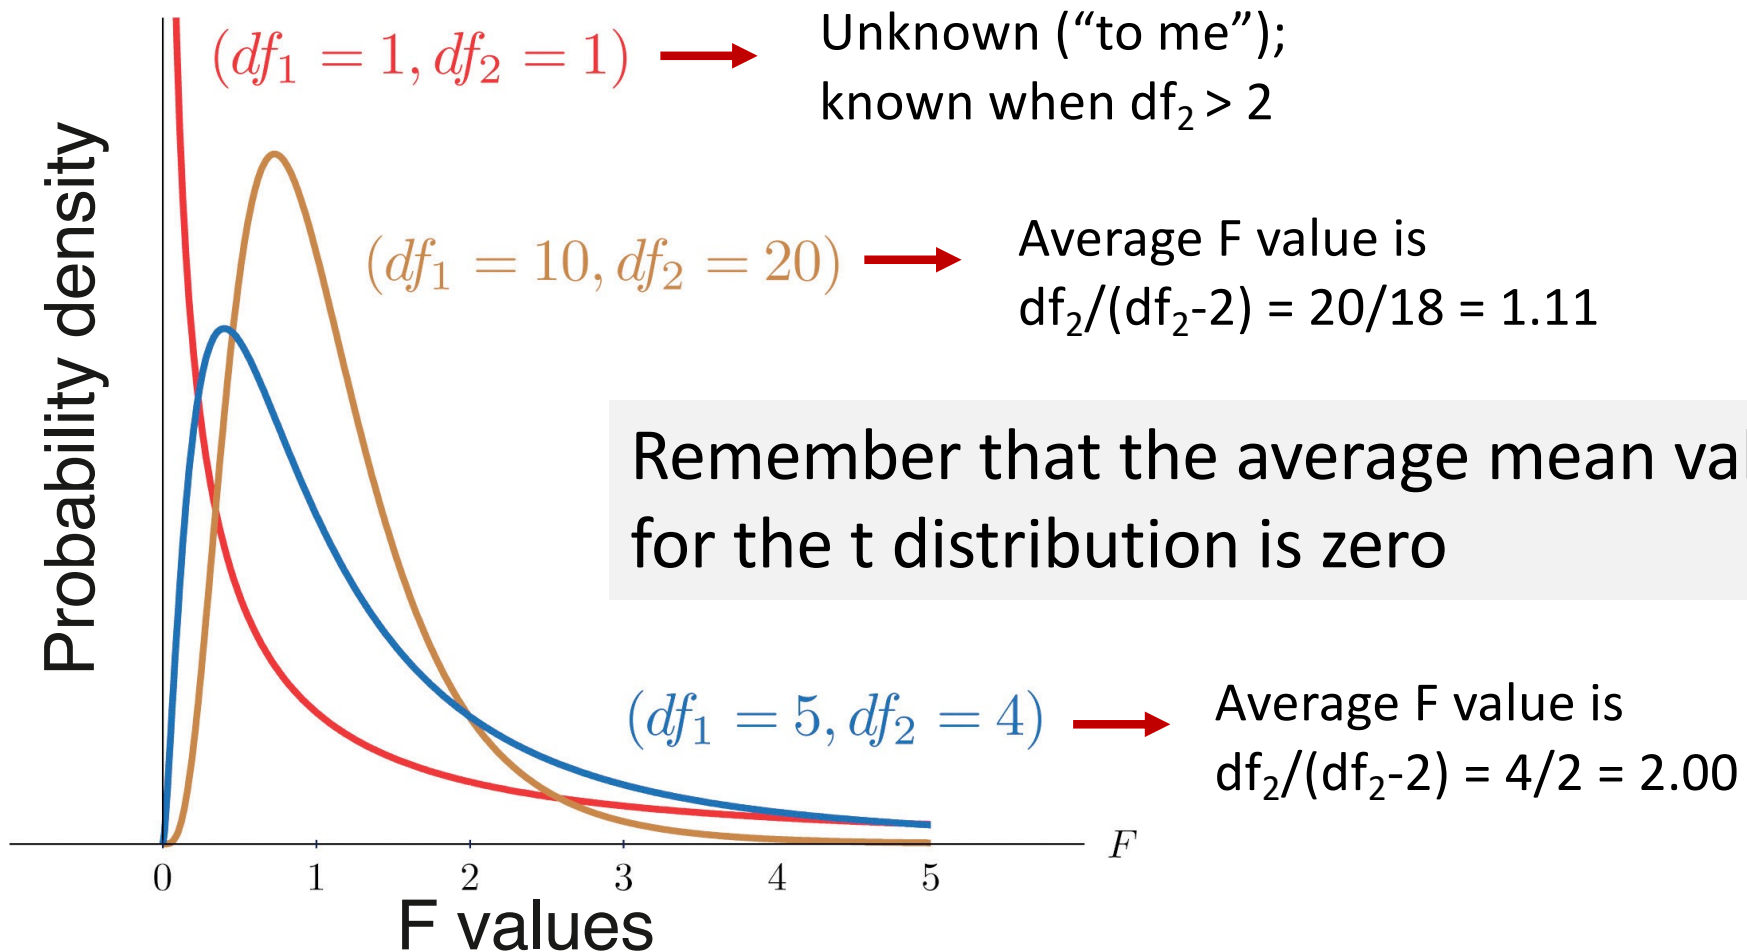 (df₁ = 1, df₂ = 1)
Unknown (“to me”);
known when df₂ > 2
Probability density
(df₁ = 10, df₂ = 20)
Average F value is
df₂/(df₂-2) = 20/18 = 1.11
Remember that the average mean
for the t distribution is zero
(df₁ = 5, df₂ = 4)
Average F value is
df₂/(df₂-2) = 4/2 = 2.00
F
0 1 2 3 4 5
F values